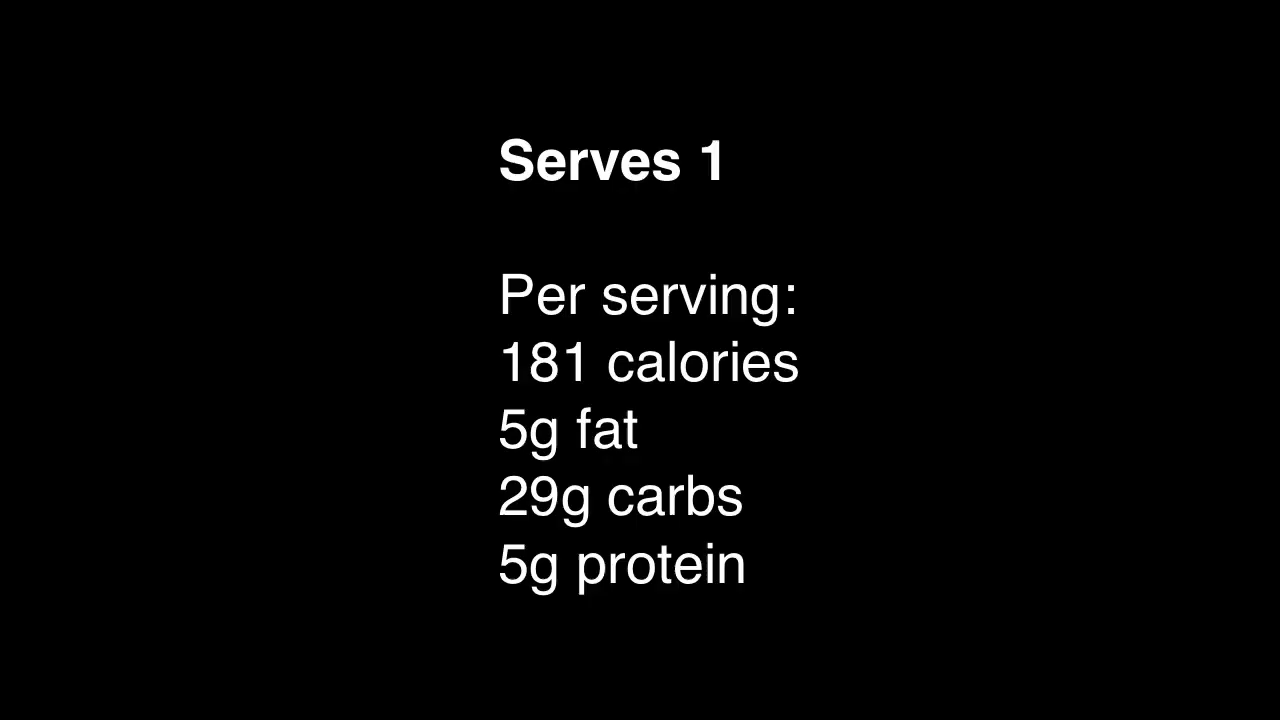 Serves 1
Per serving:
181 calories
5g fat
29g carbs
5g protein